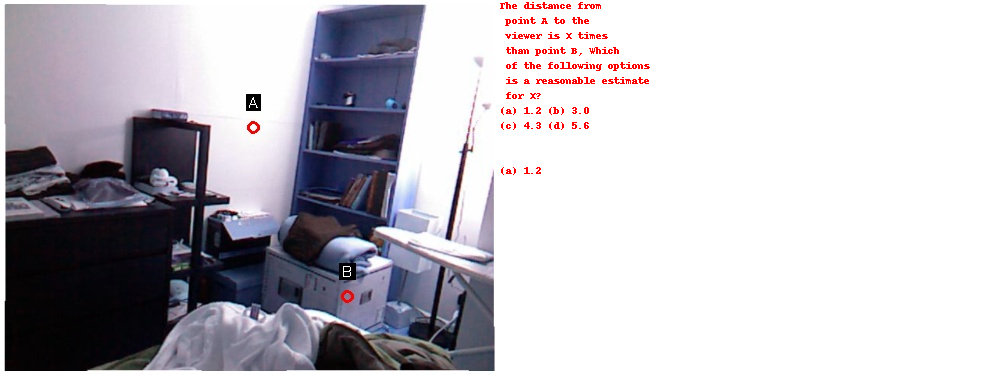 A
B
The distance from
point A to the
viewer is X times
than point B, Which
of the following options
is a reasonable estimate
for X?
(a) 1.2 (b) 3.0
(c) 4.3 (d) 5.6
(a) 1.2